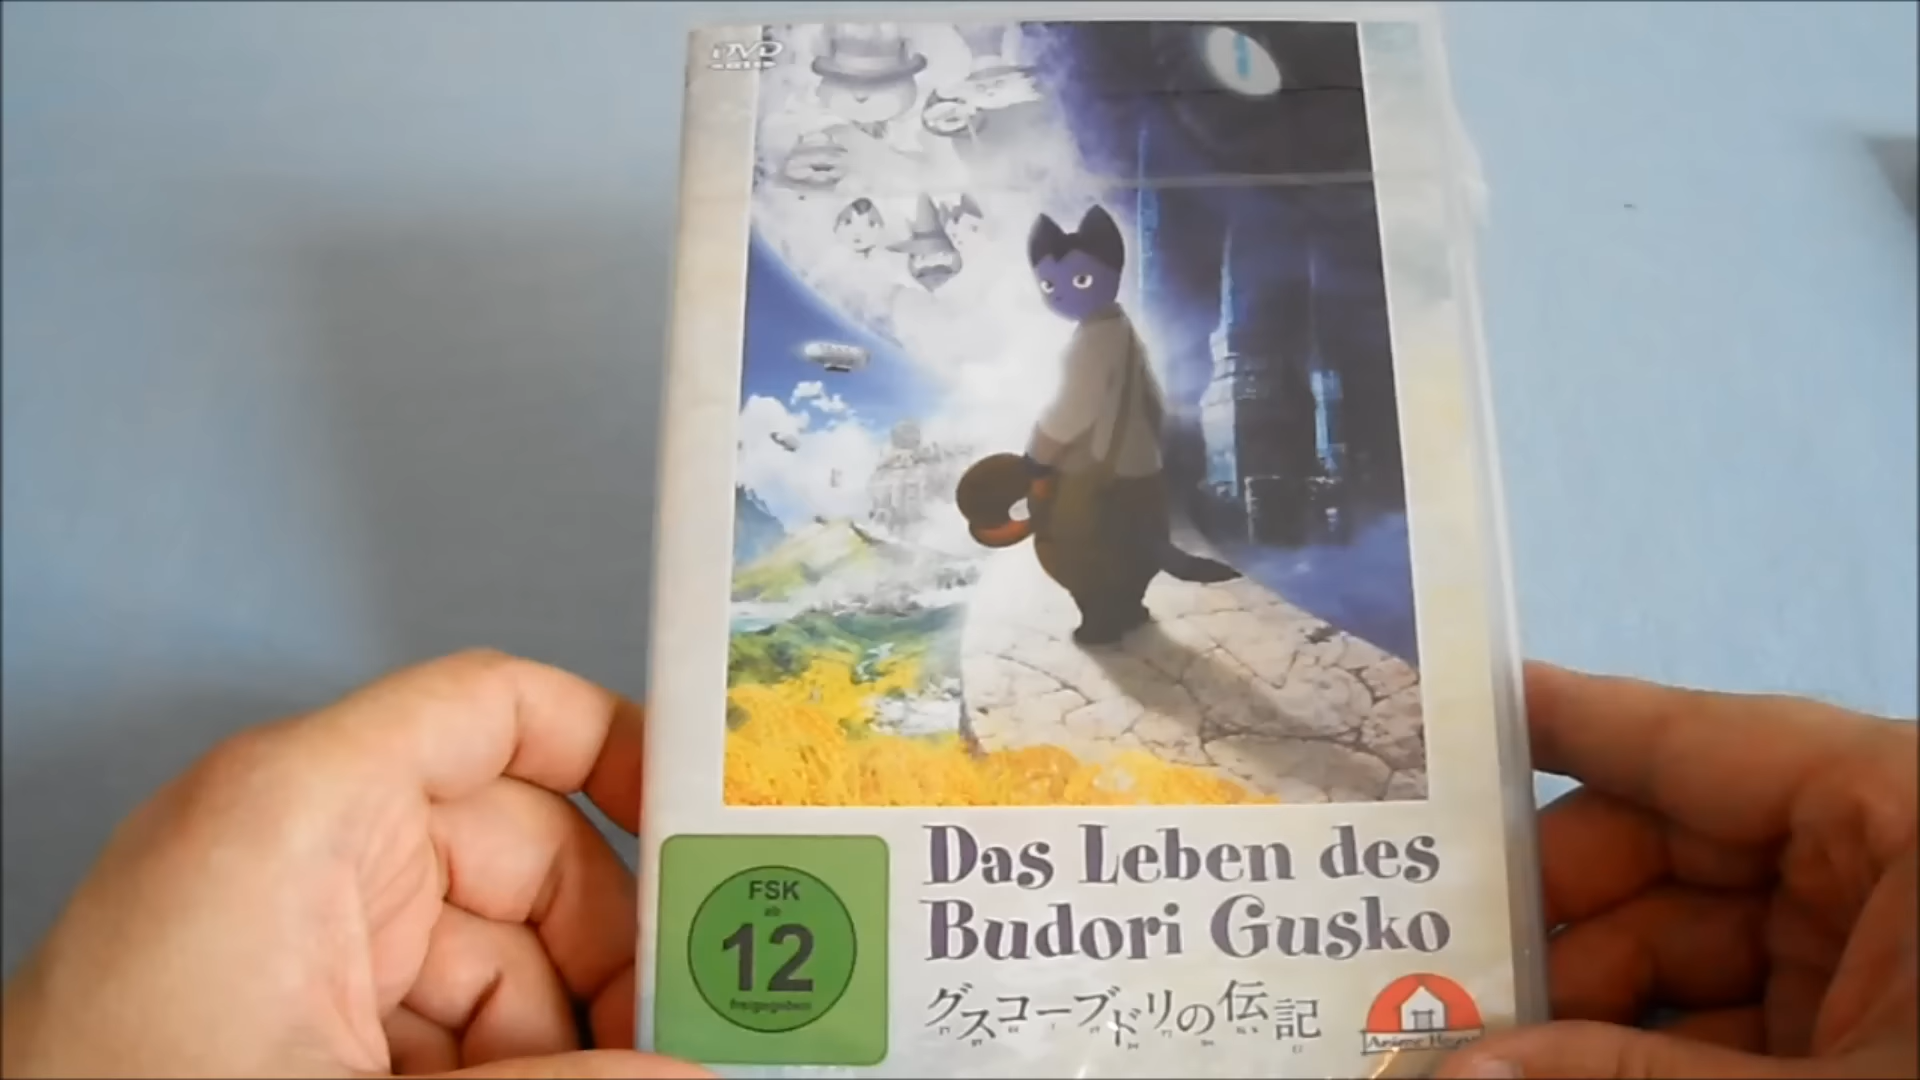 DVD
Das Leben des
Budori Gusko
FSK
ab
12
freigegeben
グスコーブドリの伝記
Anime House